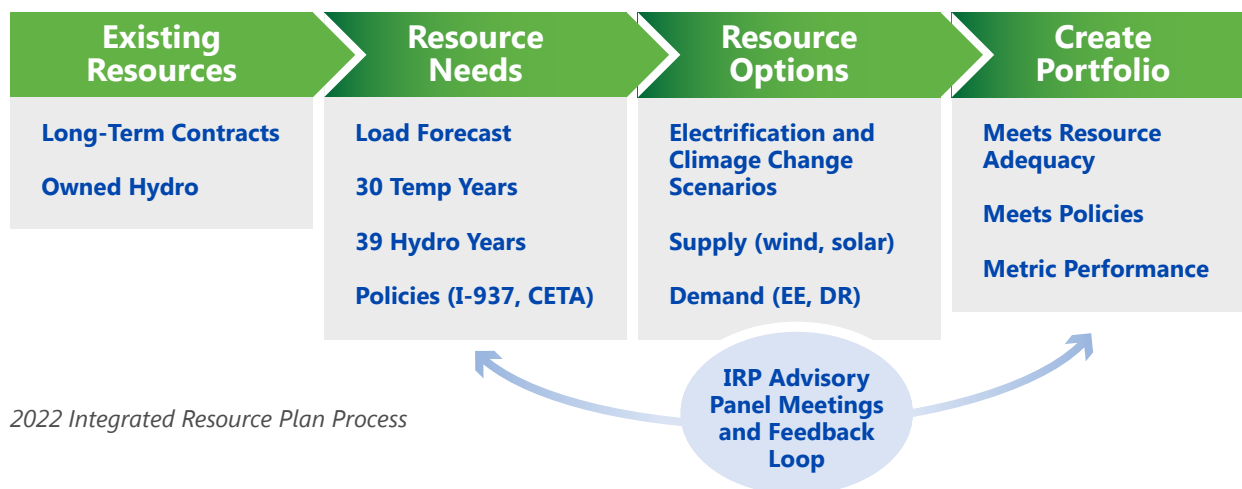 Existing
Resources
Long-Term Contracts
Owned Hydro
Resource
Needs
Load Forecast
30 Temp Years
39 Hydro Years
Policies (I-937, CETA)
Resource
Options
Electrification and
Climage Change
Scenarios
Supply (wind, solar)
Demand (EE, DR)
Create
Portfolio
Meets Resource
Adequacy
Meets Policies
Metric Performance
IRP Advisory
Panel Meetings
and Feedback
Loop
2022 Integrated Resource Plan Process